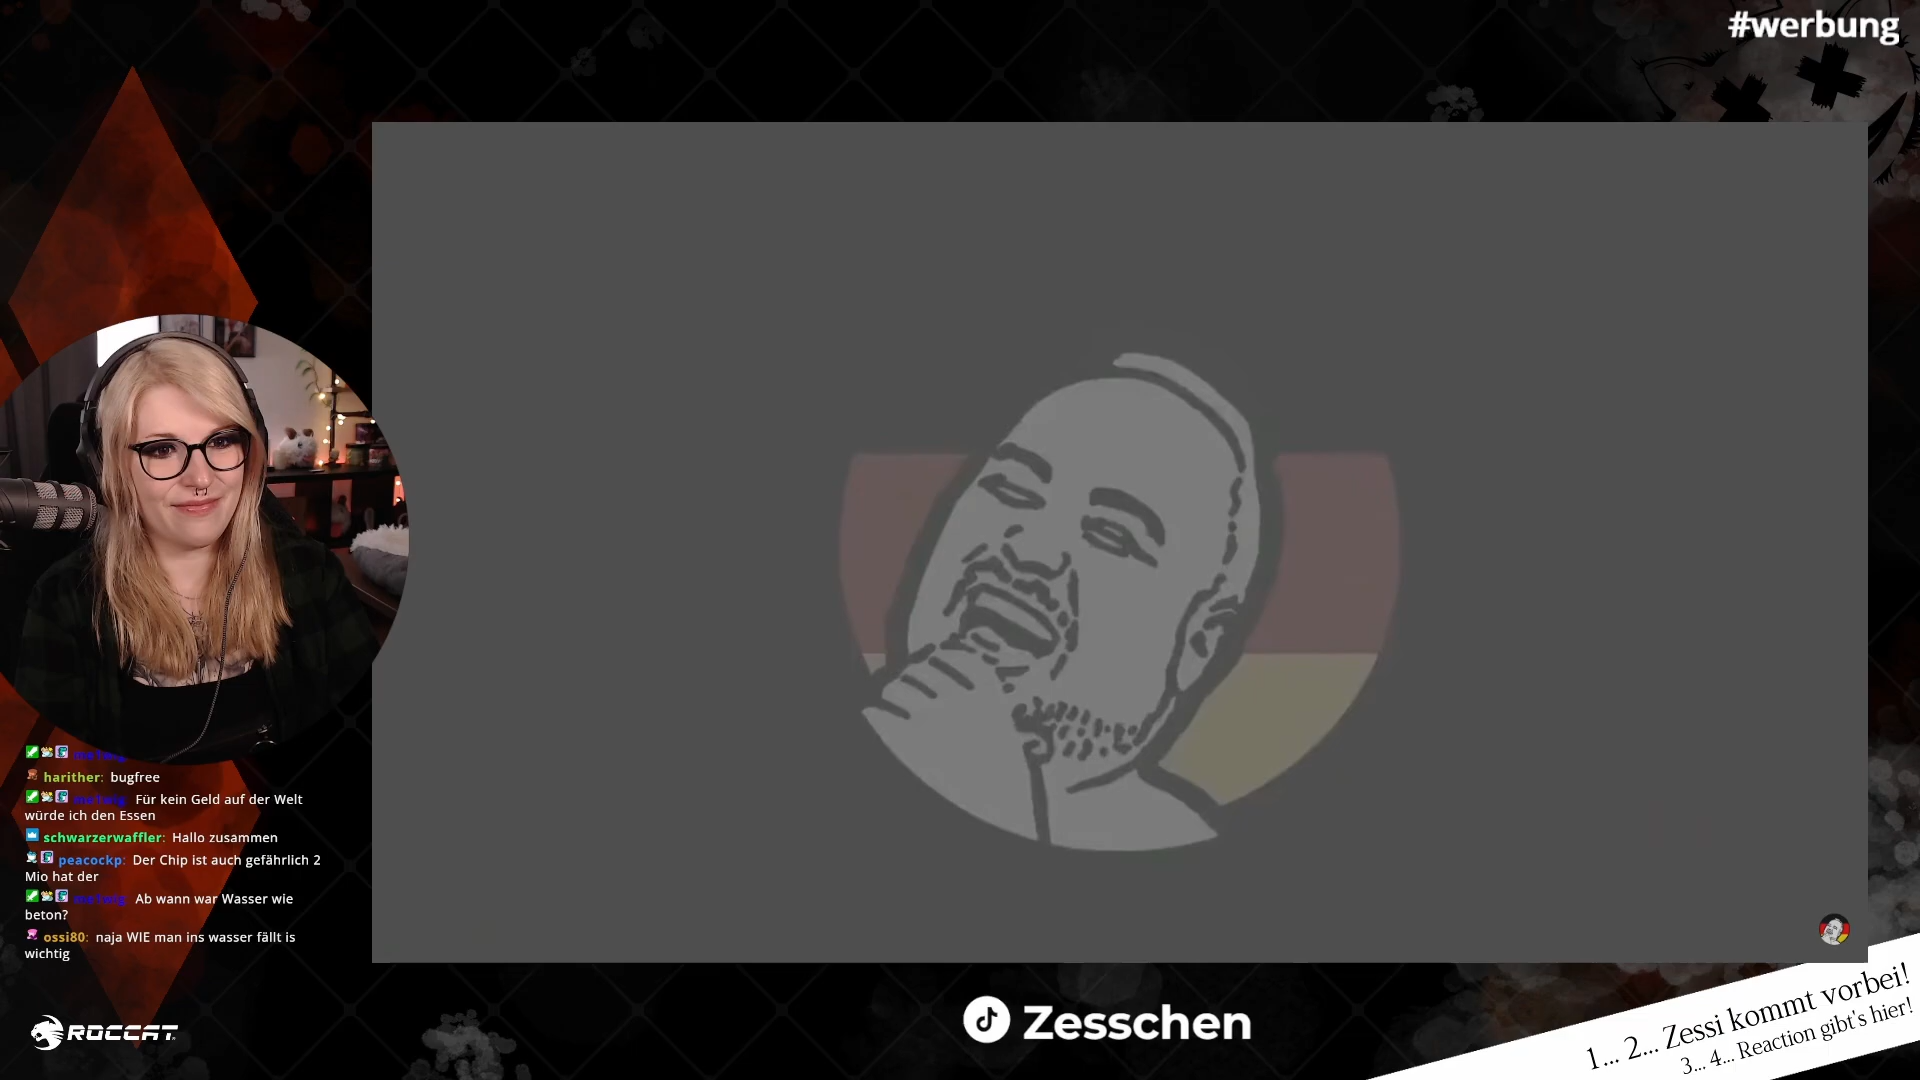 #werbung
harither: bugfree
Für kein Geld auf der Welt
würde ich den Essen
schwarzerwaffler: Hallo zusammen
peacockp: Der Chip ist auch gefährlich 2
Mio hat der
Ab wann war Wasser wie
beton?
ossi80: naja WIE man ins wasser fällt is
wichtig
ROCCAT
Zesschen
1... 2... Zessi kommt vorbei!
3... 4... Reaction gibt's hier!